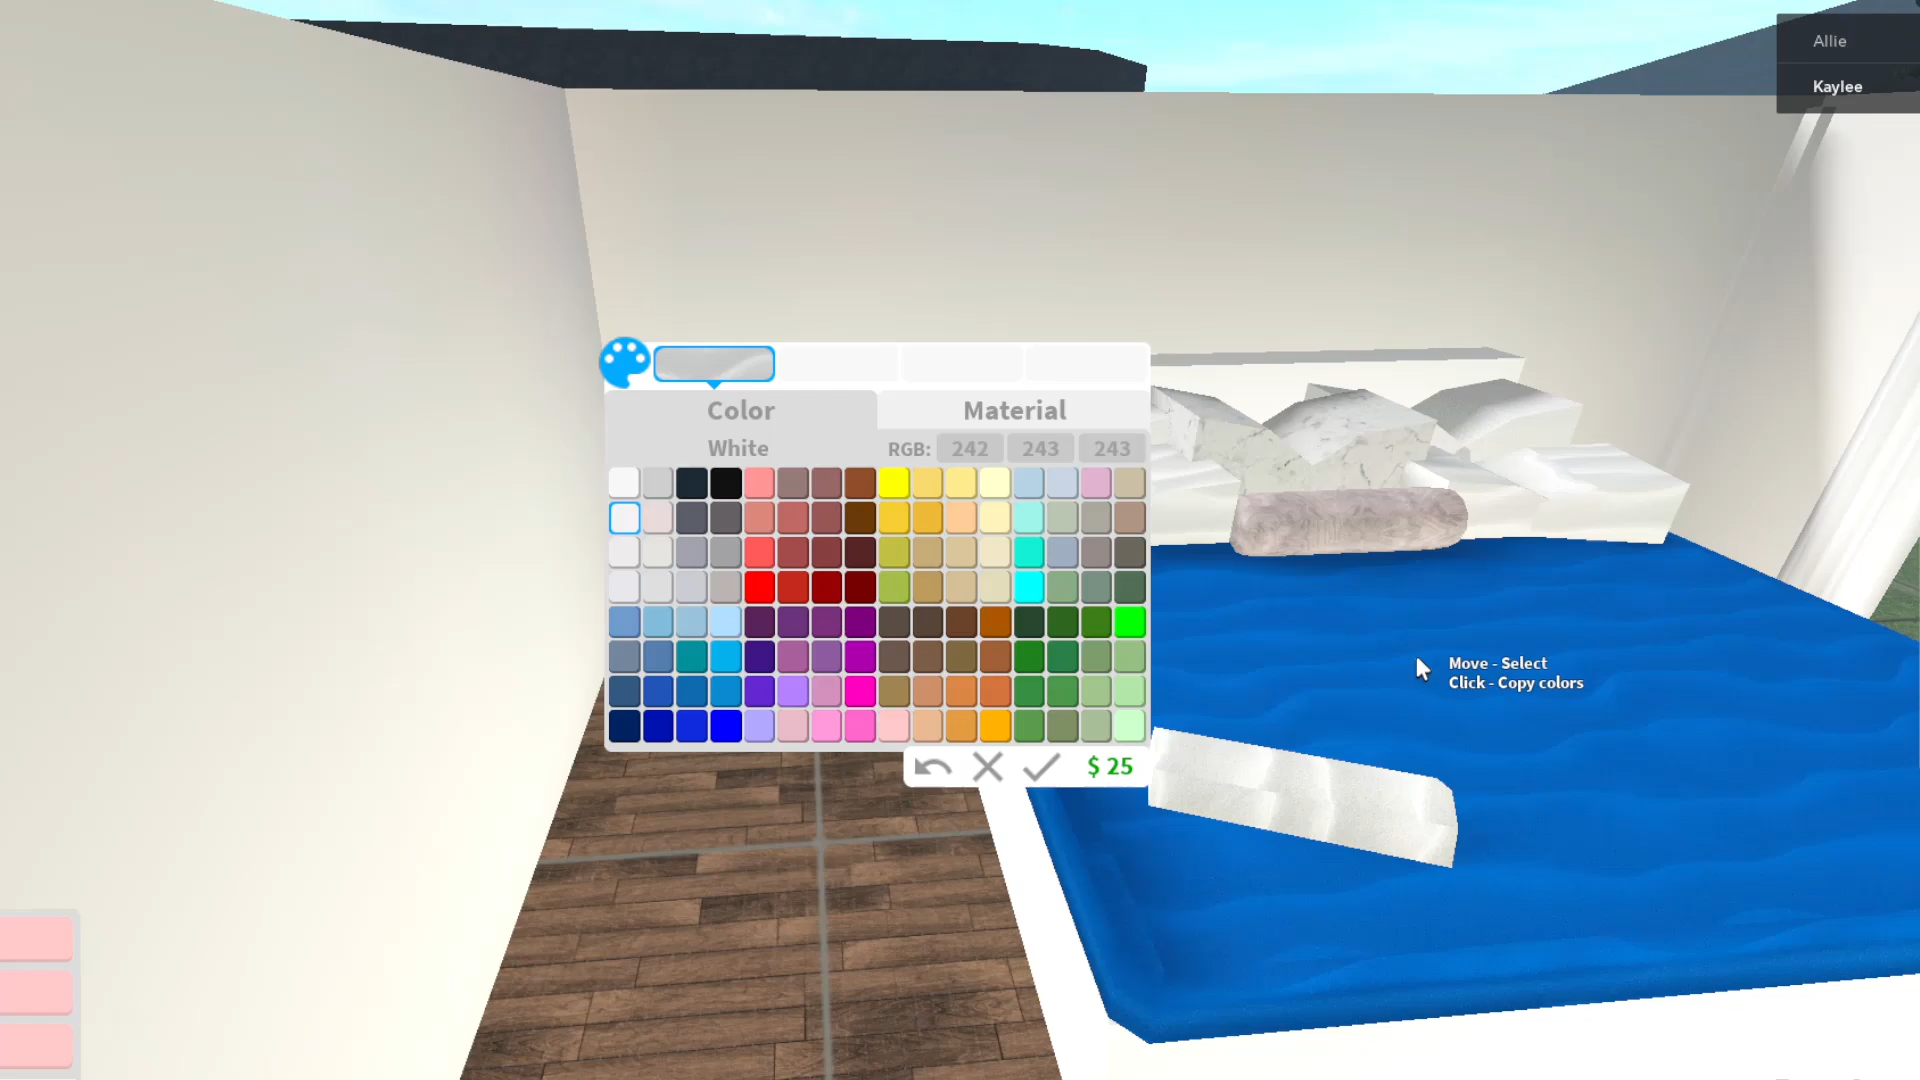 Allie
Kaylee
Color
Material
White
RGB: 242 243 243
Move - Select
Click - Copy colors
$ 25